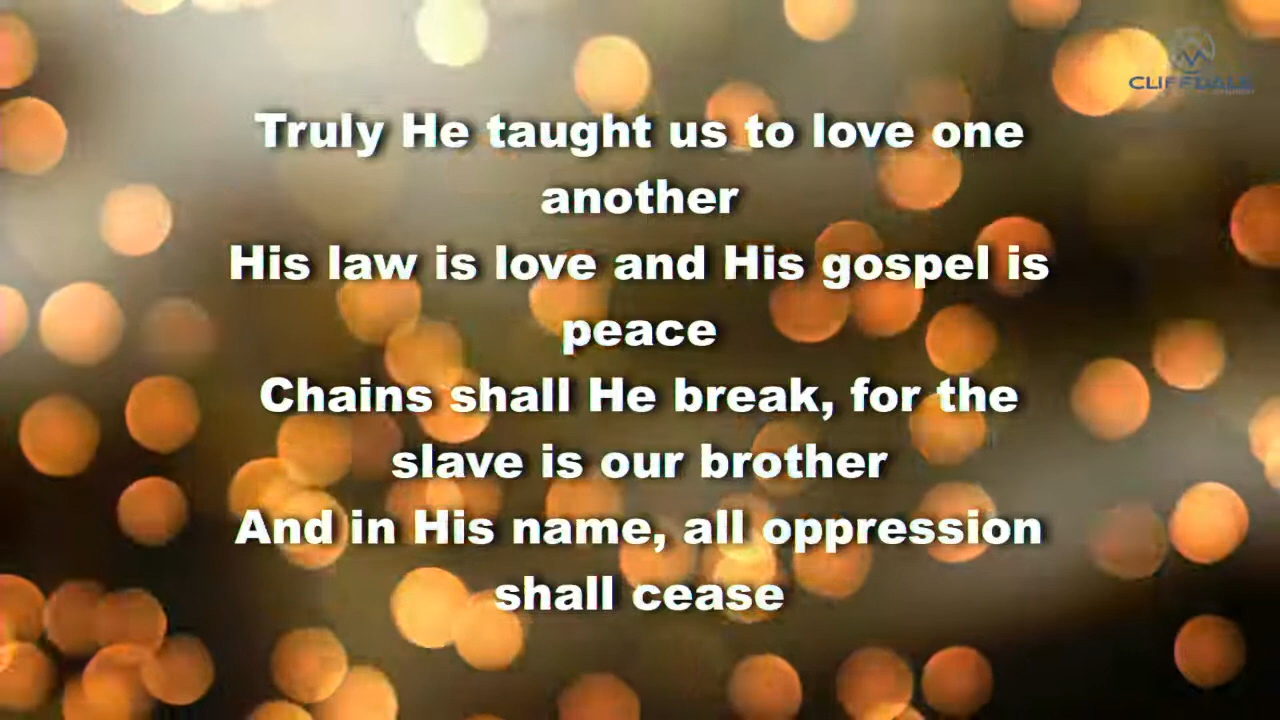 CLIFFDALE
Truly He taught us to love one
another
His law is love and His gospel is
peace
Chains shall He break, for the
slave is our brother
And in His name, all oppression
shall cease